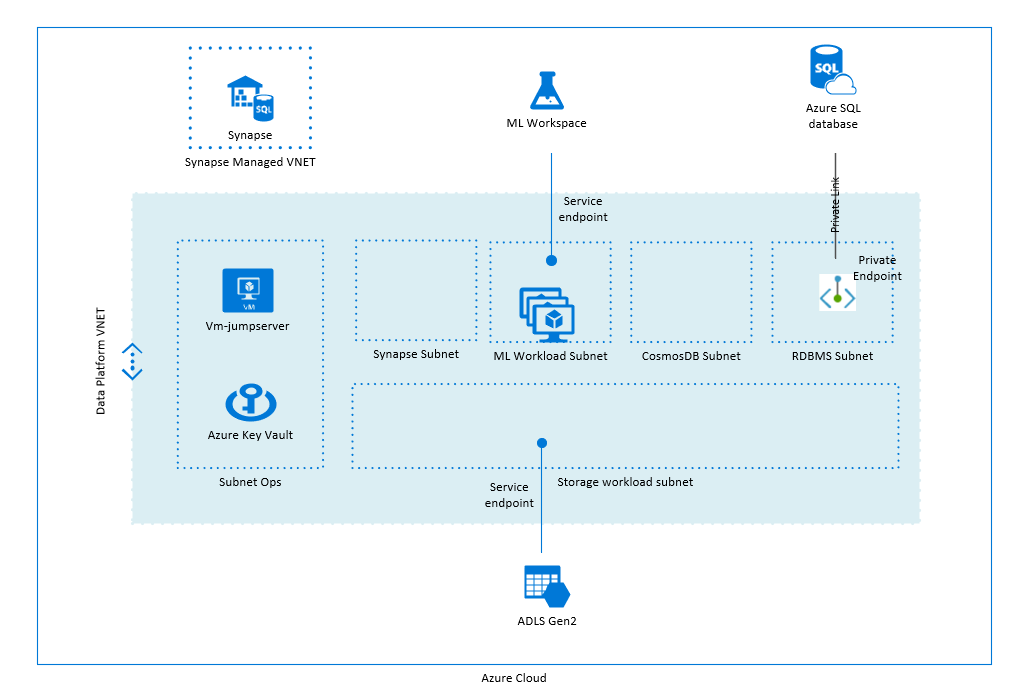 SQL
Synapse
Synapse Managed VNET
ML Workspace
SQL
Azure SQL
database
Service
endpoint
Private Link
Private
Endpoint
VM
Vm-jumpserver
Azure Key Vault
Subnet Ops
Synapse Subnet
ML Workload Subnet
CosmosDB Subnet
RDBMS Subnet
Data Platform VNET
Service
endpoint
Storage workload subnet
ADLS Gen2
Azure Cloud